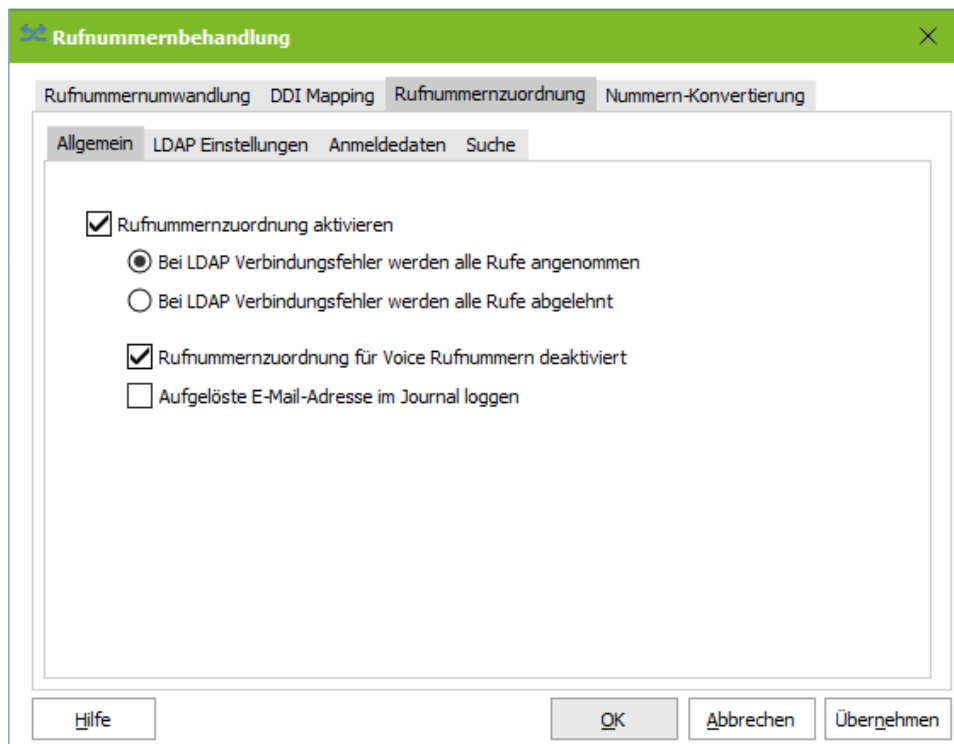 Rufnummernbehandlung
Rufnummernumwandlung DDI Mapping Rufnummernzuordnung Nummern-Konvertierung
Allgemein LDAP Einstellungen Anmeldedaten Suche
Rufnummernzuordnung aktivieren
Bei LDAP Verbindungsfehler werden alle Rufe angenommen
Bei LDAP Verbindungsfehler werden alle Rufe abgelehnt
Rufnummernzuordnung für Voice Rufnummern deaktiviert
Aufgelöste E-Mail-Adresse im Journal loggen
Hilfe OK Abbrechen Übernehmen